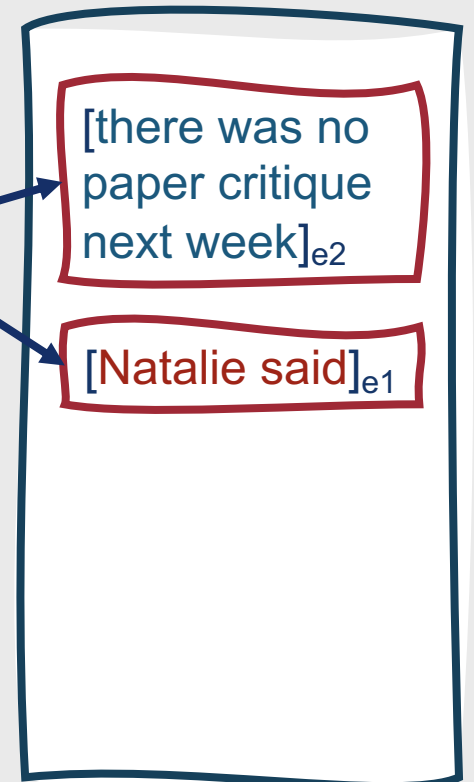 [there was no
paper critique
next week]e2
[Natalie said]e1